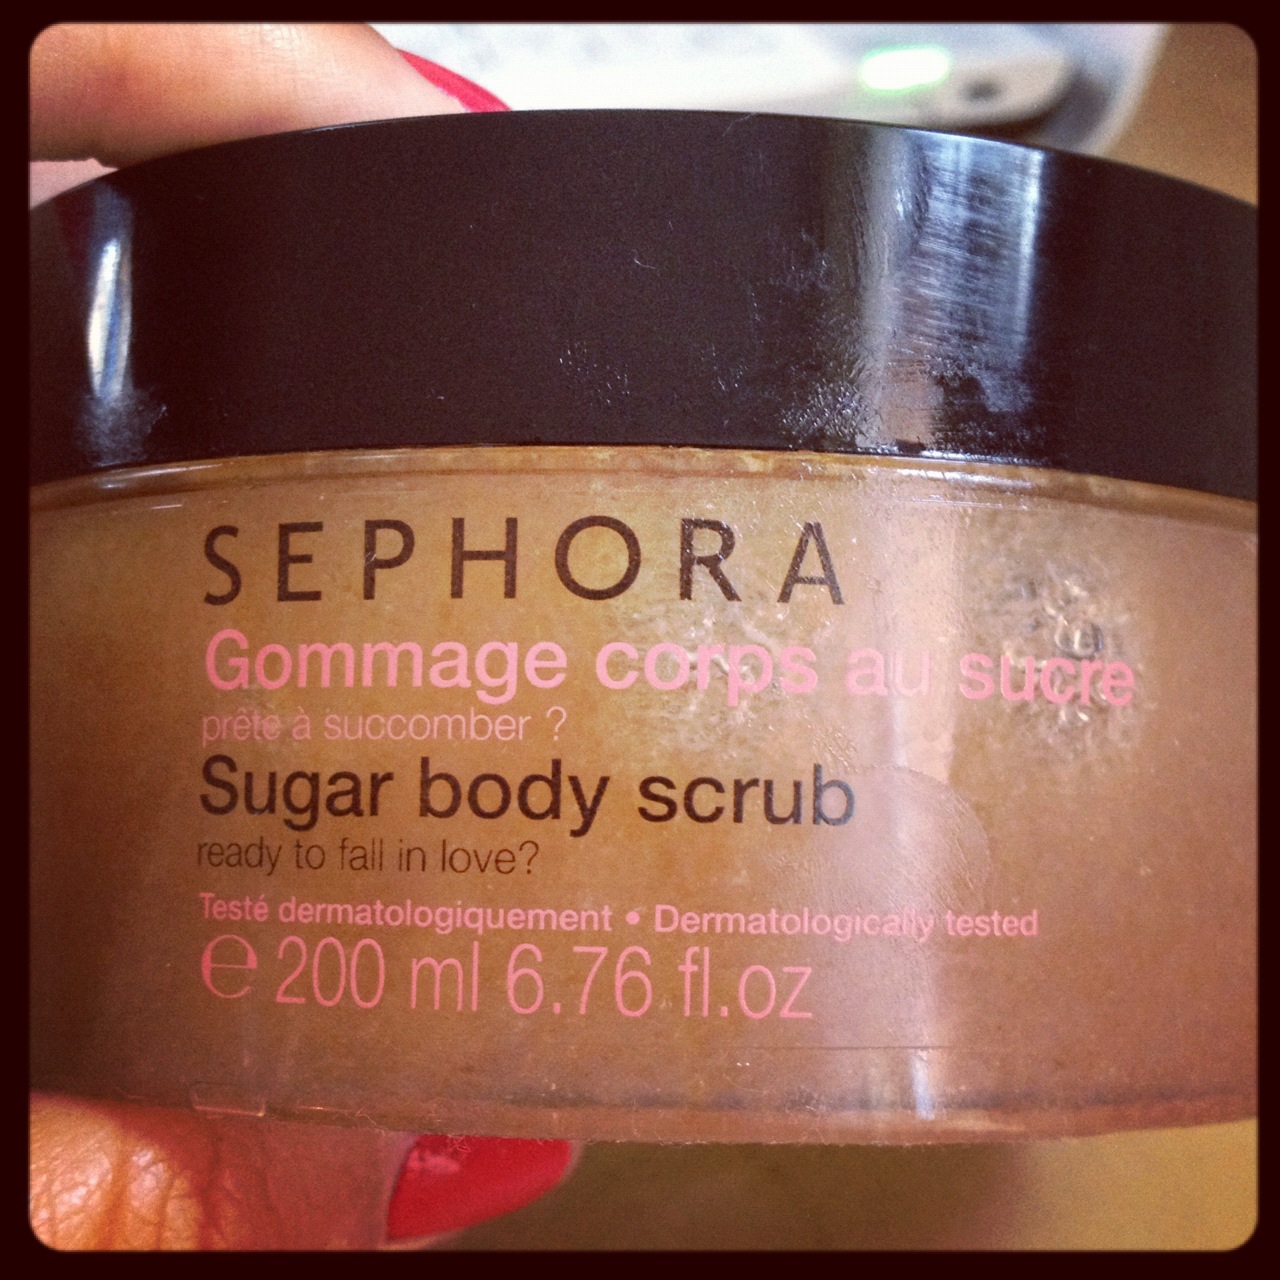 SEPHORA
Gommage corps au sucre
prête à succomber ?
Sugar body scrub
ready to fall in love?
Testé dermatologiquement • Dermatologically tested
℮ 200 ml 6.76 fl.oz